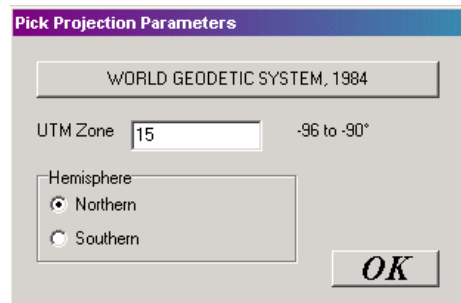 Pick Projection Parameters
WORLD GEODETIC SYSTEM, 1984
UTM Zone 15 -96 to -90°
Hemisphere
Northern
Southern
OK